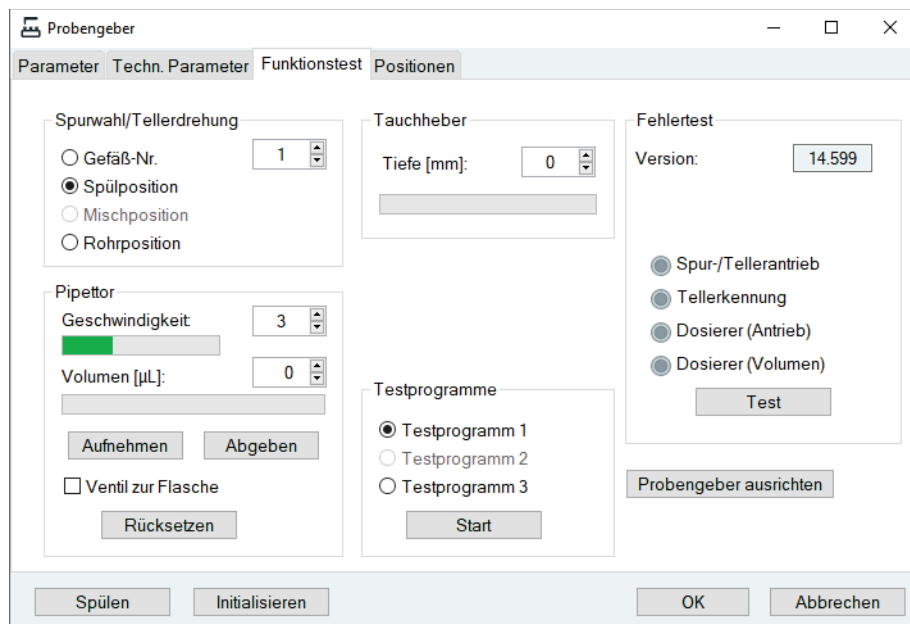 Probengeber
Parameter Techn. Parameter Funktionstest Positionen
Spurwahl/Tellerdrehung
Gefäß-Nr. 1
Spülposition
Mischposition
Rohrposition
Pipettor
Geschwindigkeit: 3
Volumen [µL]: 0
Aufnehmen Abgeben
Ventil zur Flasche
Rücksetzen
Tauchheber
Tiefe [mm]: 0
Testprogramme
Testprogramm 1
Testprogramm 2
Testprogramm 3
Start
Fehlertest
Version: 14.599
Spur-/Tellerantrieb
Tellerkennung
Dosierer (Antrieb)
Dosierer (Volumen)
Test
Probengeber ausrichten
Spülen Initialisieren OK Abbrechen